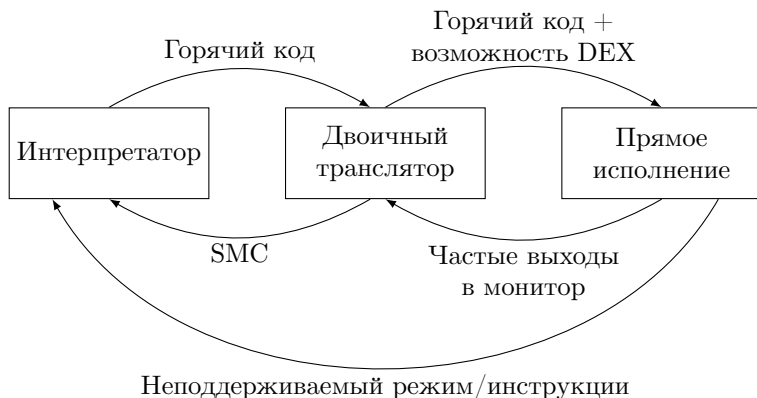 Горячий код
Горячий код +
возможность DEX
Интерпретатор
Двоичный
транслятор
Прямое
исполнение
SMC
Частые выходы
в монитор
Неподдерживаемый режим/инструкции